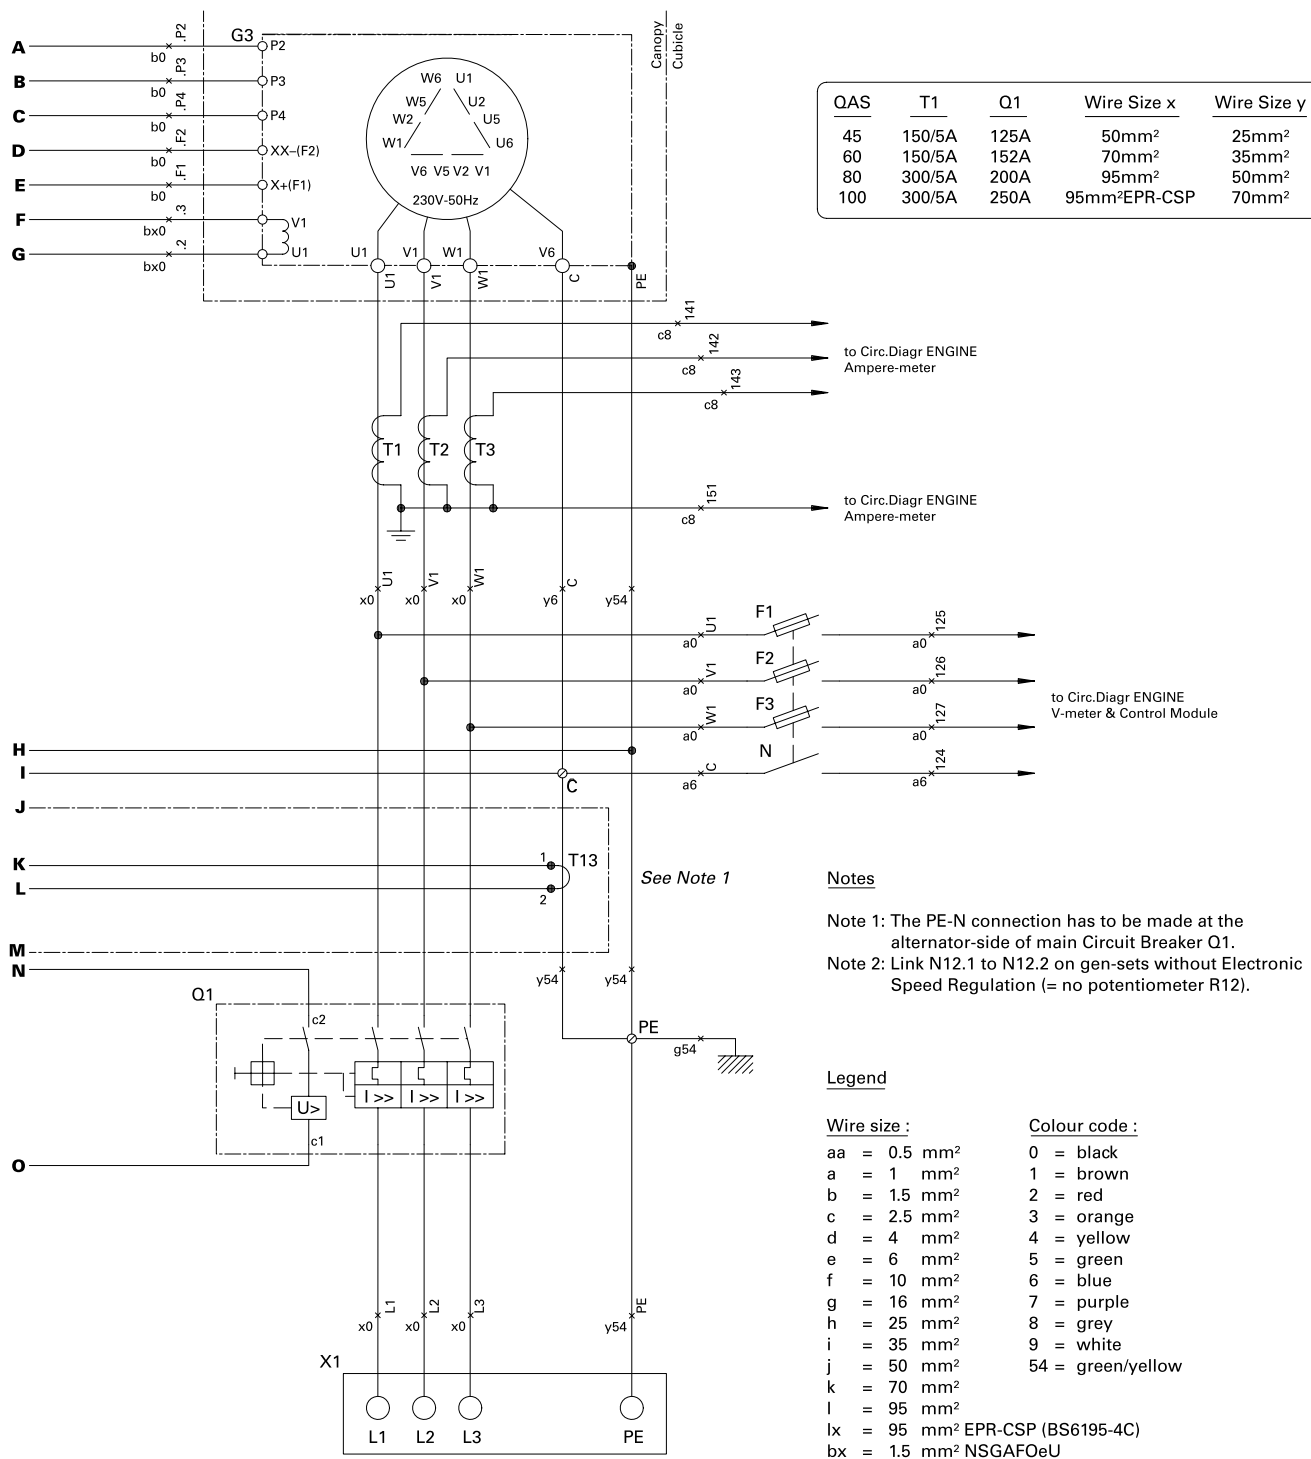 A
B
C
D
E
F
G
b0 .P2
b0 .P3
b0 .P4
b0 .F2
b0 .F1
bx0 .3
bx0 .2
G3
P2
P3
P4
XX–(F2)
X+(F1)
V1
U1
W6 U1
W5 U2
W2 U5
W1 U6
V6 V5 V2 V1
230V-50Hz
Canopy
Cubicle
U1 V1 W1 V6
U1 V1 W1 C PE
QAS T1 Q1 Wire Size x Wire Size y
45 150/5A 125A 50mm² 25mm²
60 150/5A 152A 70mm² 35mm²
80 300/5A 200A 95mm² 50mm²
100 300/5A 250A 95mm²EPR-CSP 70mm²
c8 141
c8 142
c8 143
to Circ.Diagr ENGINE
Ampere-meter
T1 T2 T3
c8 151
to Circ.Diagr ENGINE
Ampere-meter
U1 V1 W1 C
x0 x0 x0 y6 y54
a0 U1 F1 a0 125
a0 V1 F2 a0 126
a0 W1 F3 a0 127
a6 C N a6 124
to Circ.Diagr ENGINE
V-meter & Control Module
H
I
C
J
K
L
1 T13
2
See Note 1
M
N
y54 y54
Q1
c2
PE
g54
I >> I >> I >>
U>
c1
O
L1 L2 L3 PE
x0 x0 x0 y54
X1
L1 L2 L3 PE
Notes
Note 1: The PE-N connection has to be made at the
alternator-side of main Circuit Breaker Q1.
Note 2: Link N12.1 to N12.2 on gen-sets without Electronic
Speed Regulation (= no potentiometer R12).
Legend
Wire size : Colour code :
aa = 0.5 mm² 0 = black
a = 1 mm² 1 = brown
b = 1.5 mm² 2 = red
c = 2.5 mm² 3 = orange
d = 4 mm² 4 = yellow
e = 6 mm² 5 = green
f = 10 mm² 6 = blue
g = 16 mm² 7 = purple
h = 25 mm² 8 = grey
i = 35 mm² 9 = white
j = 50 mm² 54 = green/yellow
k = 70 mm²
l = 95 mm²
lx = 95 mm² EPR-CSP (BS6195-4C)
bx = 1.5 mm² NSGAFOeU